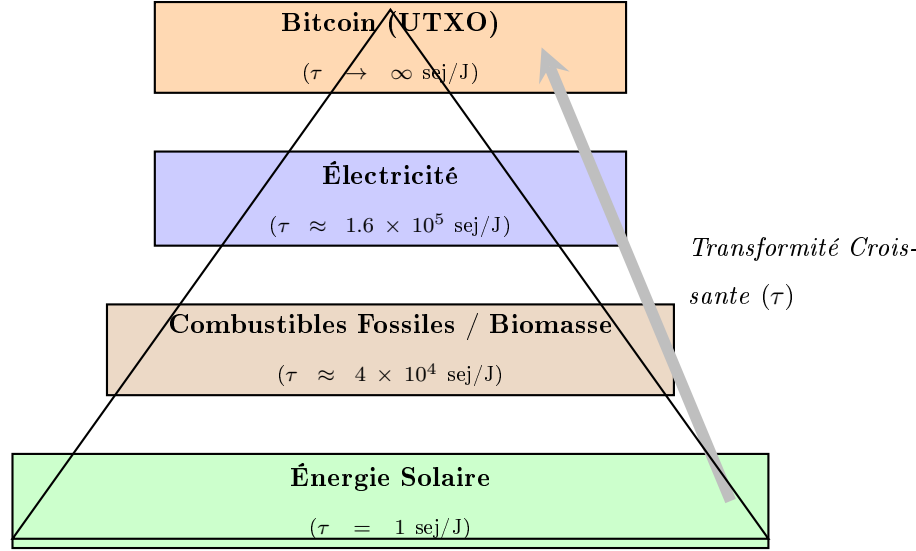 Bitcoin (UTXO)
(τ → ∞ sej/J)
Électricité
(τ ≈ 1.6 × 10⁵ sej/J)
Transformité Crois-
sante (τ)
Combustibles Fossiles / Biomasse
(τ ≈ 4 × 10⁴ sej/J)
Énergie Solaire
(τ = 1 sej/J)